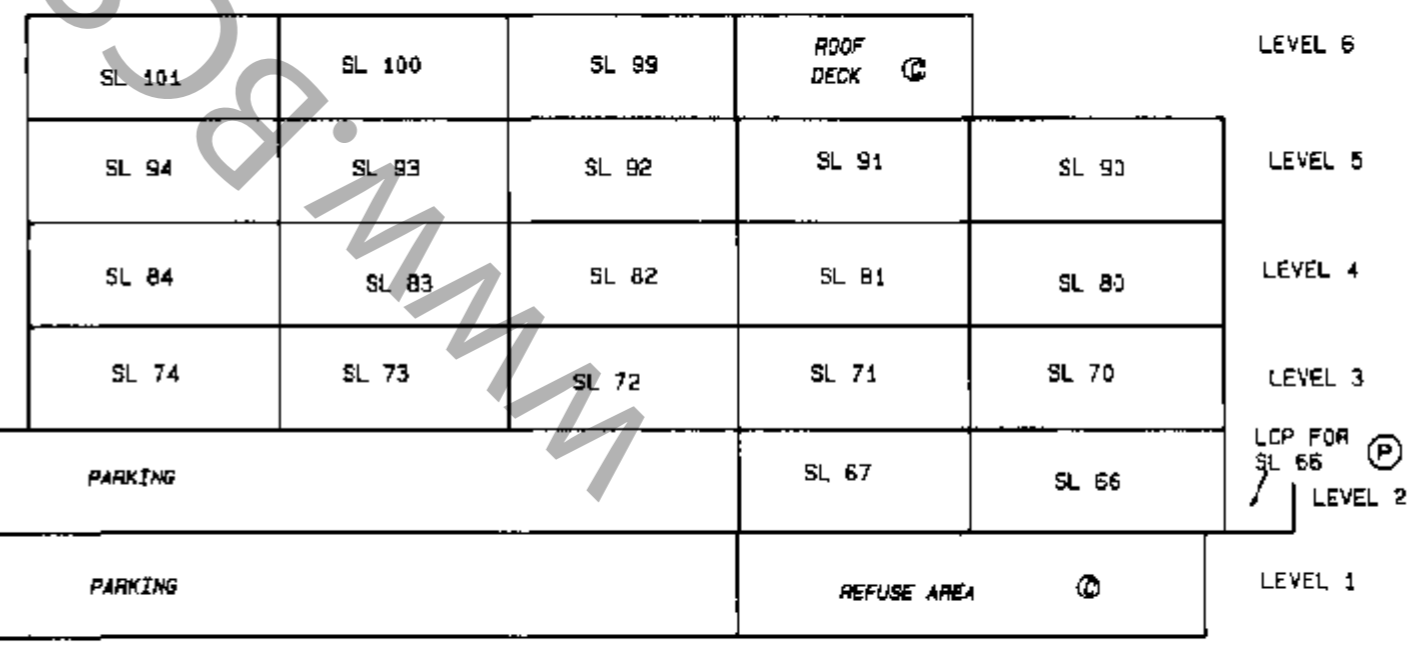 SL 101 SL 100 SL 99 ROOF DECK C LEVEL 6
SL 94 SL 93 SL 92 SL 91 SL 90 LEVEL 5
SL 84 SL 83 SL 82 SL 81 SL 80 LEVEL 4
SL 74 SL 73 SL 72 SL 71 SL 70 LEVEL 3
LCP FOR
SL 66 P
PARKING SL 67 SL 66 LEVEL 2
PARKING REFUSE AREA C LEVEL 1